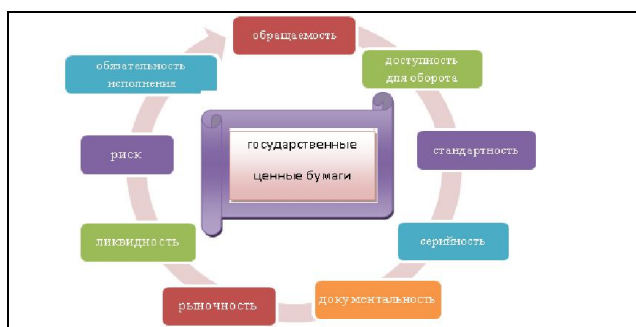 обращаемость
доступность
для оборота
стандартность
серийность
документальность
рыночность
ликвидность
риск
обязательность
исполнения
государственные
ценные бумаги